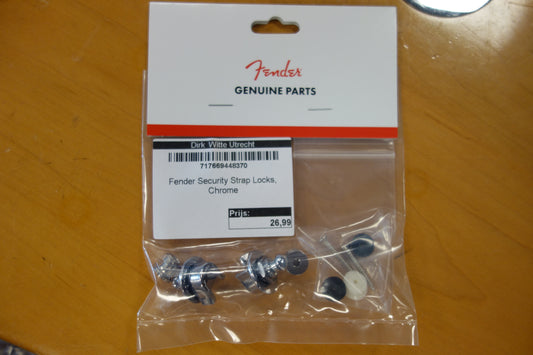 Fender
GENUINE PARTS
Dirk Witte Utrecht
717669448370
Fender Security Strap Locks,
Chrome
Prijs:
26,99